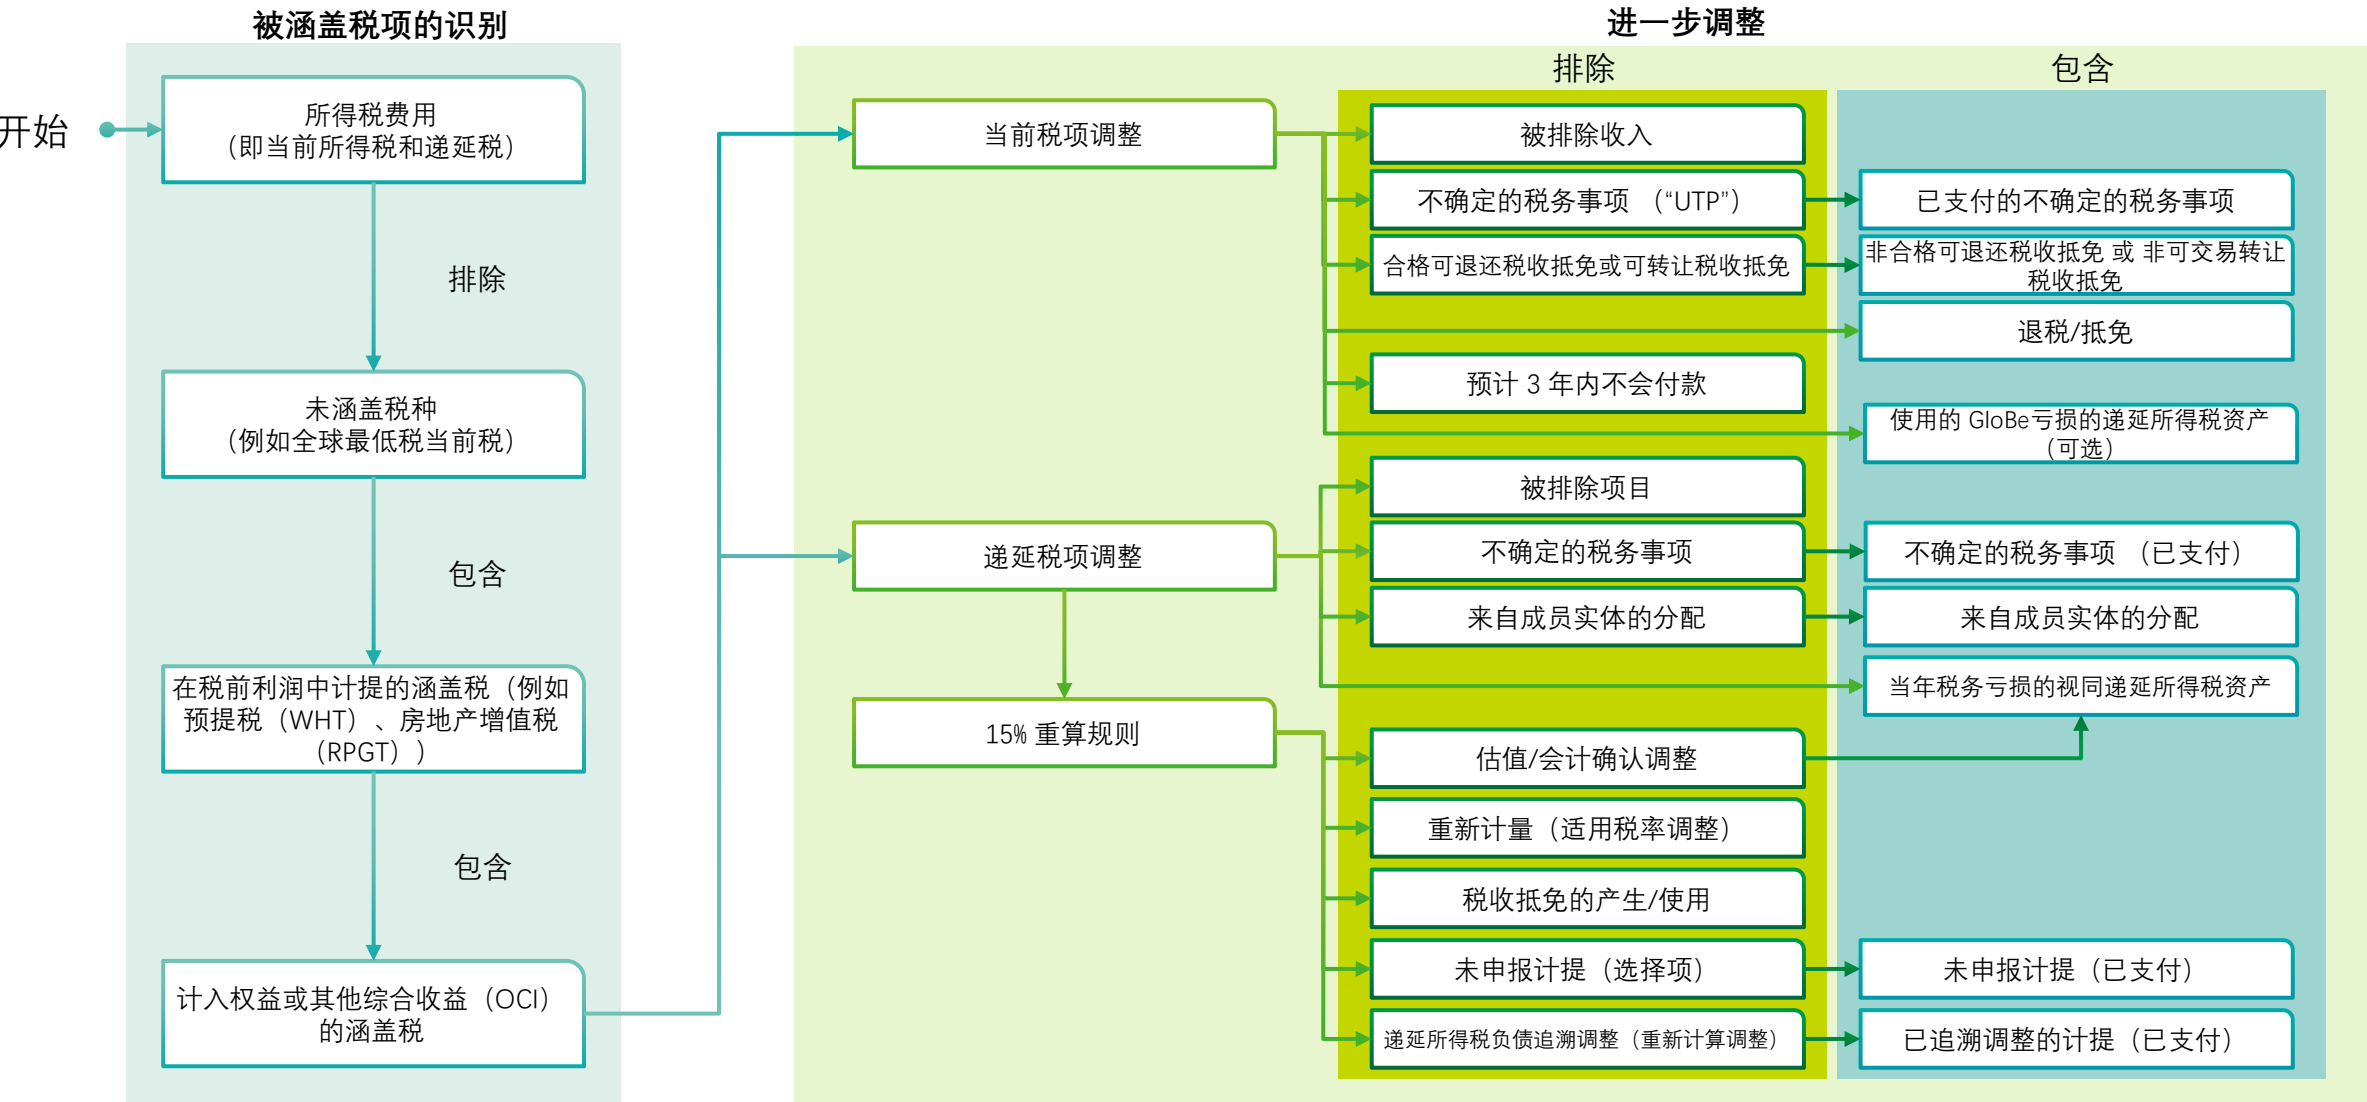 被涵盖税项的识别
开始
所得税费用
（即当前所得税和递延税）
排除
未涵盖税种
（例如全球最低税当前税）
包含
在税前利润中计提的涵盖税（例如
预提税（WHT）、房地产增值税
（RPGT））
包含
计入权益或其他综合收益（OCI）
的涵盖税
进一步调整
排除
包含
当前税项调整
被排除收入
不确定的税务事项 （“UTP”）
已支付的不确定的税务事项
合格可退还税收抵免或可转让税收抵免
非合格可退还税收抵免 或 非可交易转让
税收抵免
退税/抵免
预计 3 年内不会付款
使用的 GloBe亏损的递延所得税资产
（可选）
递延税项调整
被排除项目
不确定的税务事项
不确定的税务事项 （已支付）
来自成员实体的分配
来自成员实体的分配
当年税务亏损的视同递延所得税资产
15% 重算规则
估值/会计确认调整
重新计量（适用税率调整）
税收抵免的产生/使用
未申报计提（选择项）
未申报计提（已支付）
递延所得税负债追溯调整（重新计算调整）
已追溯调整的计提（已支付）